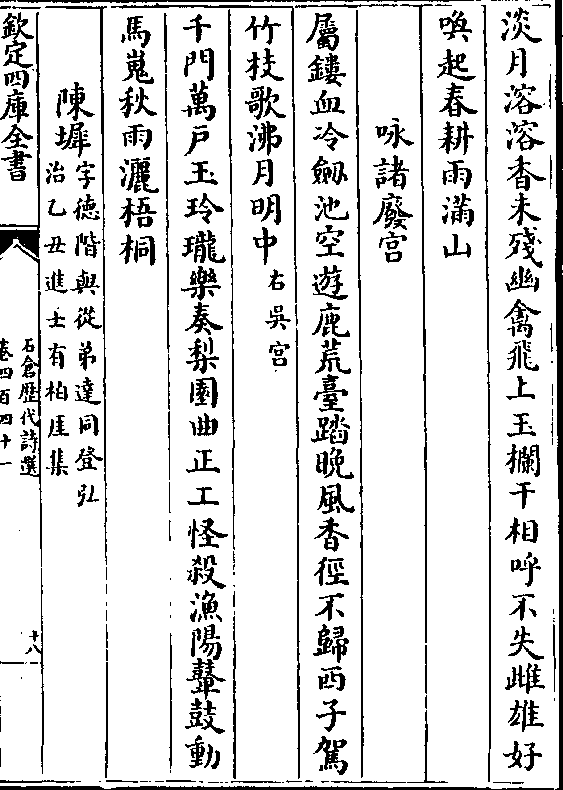 淡月溶溶香未殘幽禽飛上玉欄干相呼不失雌雄好
喚起春耕雨滿山
咏諸廢宮
屬鏤血冷劔池空遊鹿荒臺踏晚風香徑不歸西子駕
竹枝歌沸月明中右吳宮
千門萬戶玉玲瓏樂奏梨園曲正工怪殺漁陽鼙鼓動
馬嵬秋雨灑梧桐
陳墀字德階與從弟達同登弘
治乙丑進士有柏厓集
欽定四庫全書
石倉歷代詩選
卷四百四十一
十八